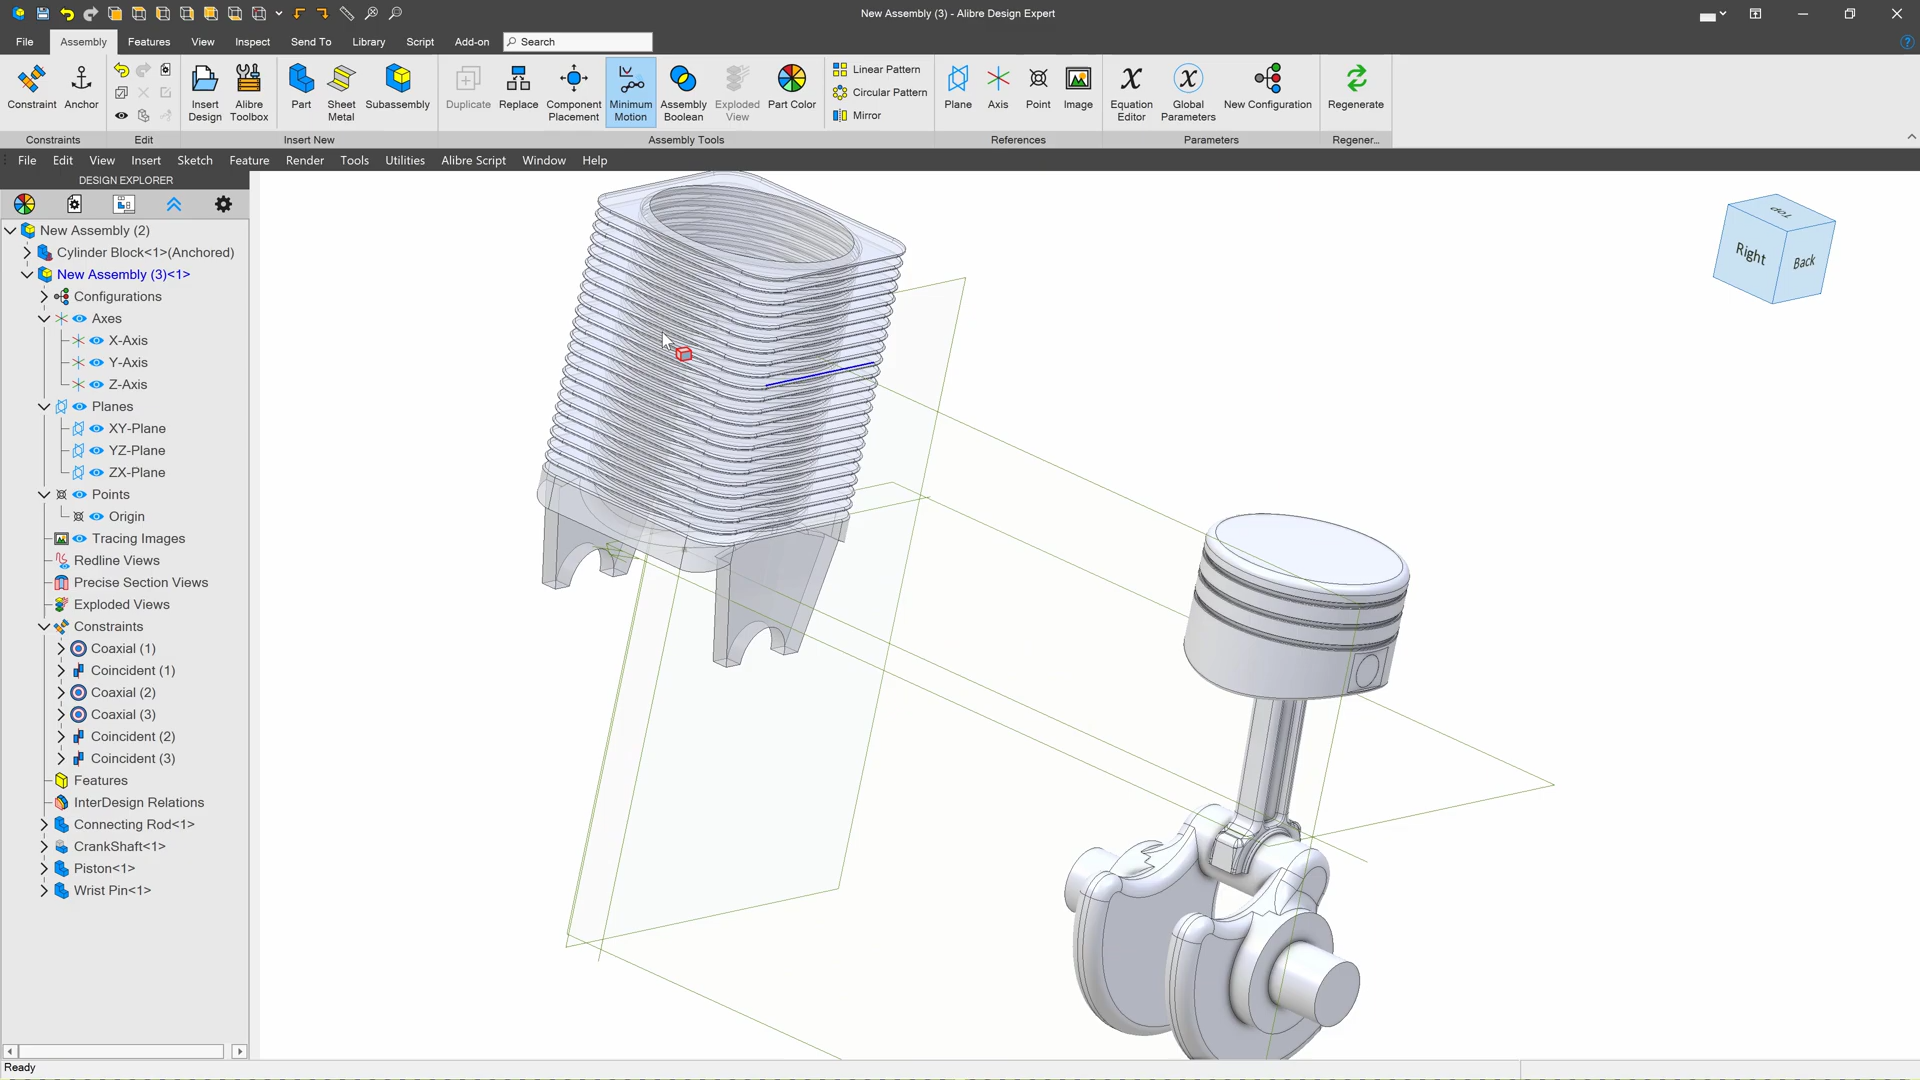 New Assembly (3) - Alibre Design Expert
File Assembly Features View Inspect Send To Library Script Add-on Search
Constraint Anchor Insert Design Alibre Toolbox Part Sheet Metal Subassembly Duplicate Replace Component Placement Minimum Motion Assembly Boolean Exploded View Part Color Linear Pattern Circular Pattern Mirror Plane Axis Point Image Equation Editor Global Parameters New Configuration Regenerate
Constraints Edit Insert New Assembly Tools References Parameters Regener...
File Edit View Insert Sketch Feature Render Tools Utilities Alibre Script Window Help
DESIGN EXPLORER
New Assembly (2)
Cylinder Block<1>(Anchored)
New Assembly (3)<1>
Configurations
Axes
X-Axis
Y-Axis
Z-Axis
Planes
XY-Plane
YZ-Plane
ZX-Plane
Points
Origin
Tracing Images
Redline Views
Precise Section Views
Exploded Views
Constraints
Coaxial (1)
Coincident (1)
Coaxial (2)
Coaxial (3)
Coincident (2)
Coincident (3)
Features
InterDesign Relations
Connecting Rod<1>
CrankShaft<1>
Piston<1>
Wrist Pin<1>
Top
Right Back
Ready